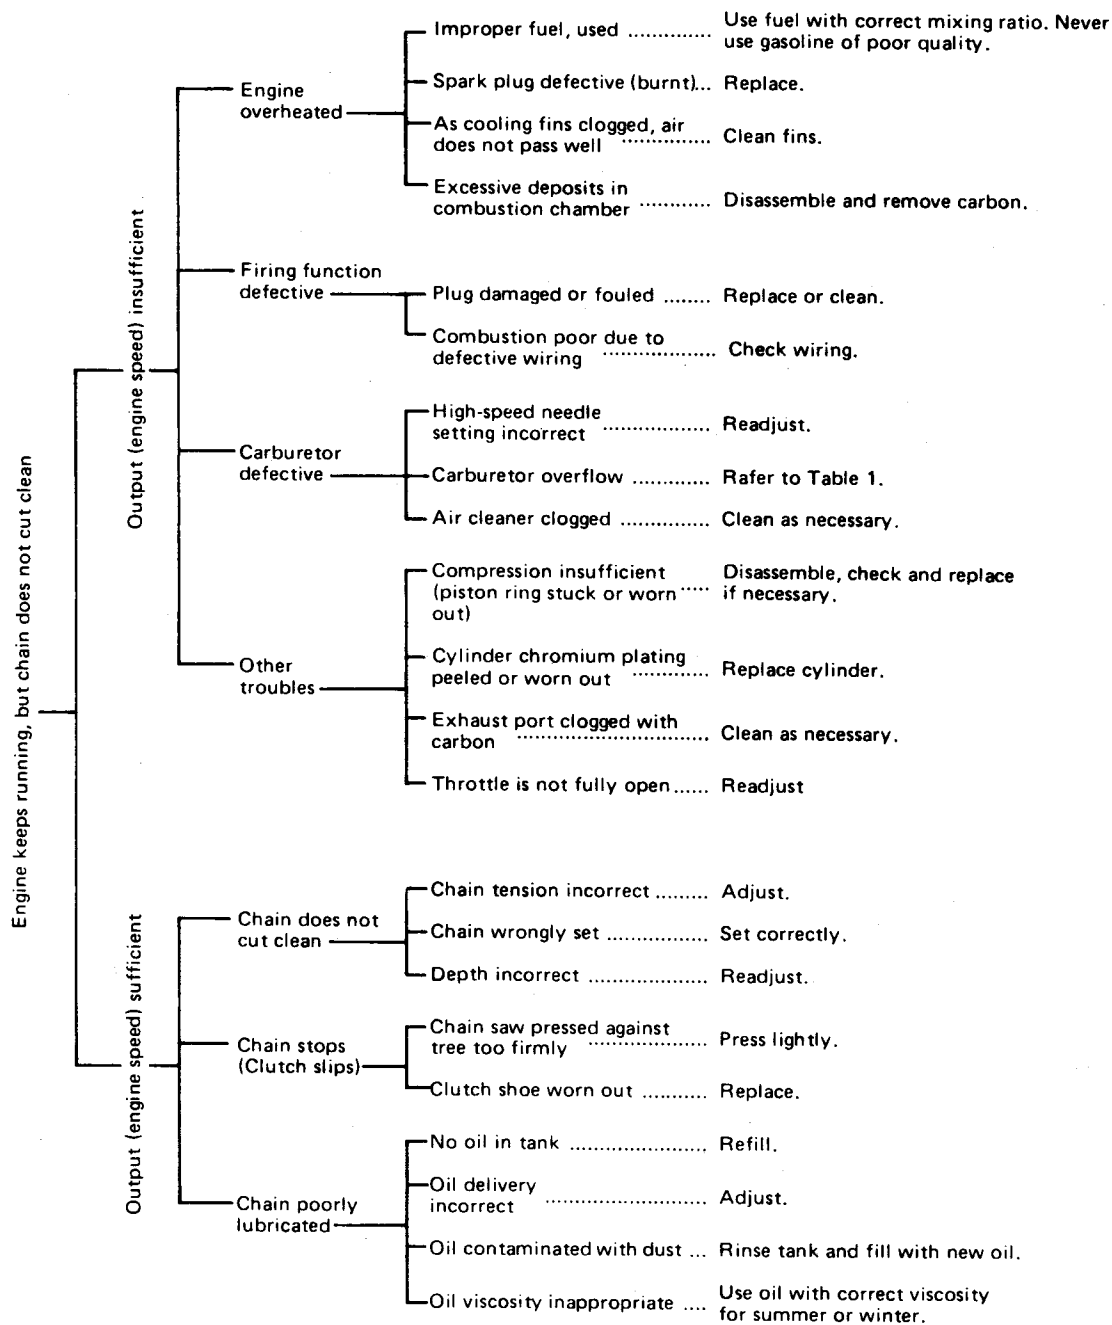 Engine keeps running, but chain does not cut clean
Output (engine speed) insufficient
Engine
overheated
Improper fuel, used ............. Use fuel with correct mixing ratio. Never
use gasoline of poor quality.
Spark plug defective (burnt)... Replace.
As cooling fins clogged, air
does not pass well .............. Clean fins.
Excessive deposits in
combustion chamber ............ Disassemble and remove carbon.
Firing function
defective
Plug damaged or fouled ........ Replace or clean.
Combustion poor due to
defective wiring .................. Check wiring.
Carburetor
defective
High-speed needle
setting incorrect ................. Readjust.
Carburetor overflow ............. Rafer to Table 1.
Air cleaner clogged ............... Clean as necessary.
Other
troubles
Compression insufficient
(piston ring stuck or worn ..... Disassemble, check and replace
out)
if necessary.
Cylinder chromium plating
peeled or worn out ............. Replace cylinder.
Exhaust port clogged with
carbon ................................ Clean as necessary.
Throttle is not fully open ...... Readjust
Output (engine speed) sufficient
Chain does not
cut clean
Chain tension incorrect ......... Adjust.
Chain wrongly set ................. Set correctly.
Depth incorrect .................... Readjust.
Chain stops
(Clutch slips)
Chain saw pressed against
tree too firmly .................... Press lightly.
Clutch shoe worn out ........... Replace.
Chain poorly
lubricated
No oil in tank ....................... Refill.
Oil delivery
incorrect ........................... Adjust.
Oil contaminated with dust ... Rinse tank and fill with new oil.
Oil viscosity inappropriate .... Use oil with correct viscosity
for summer or winter.